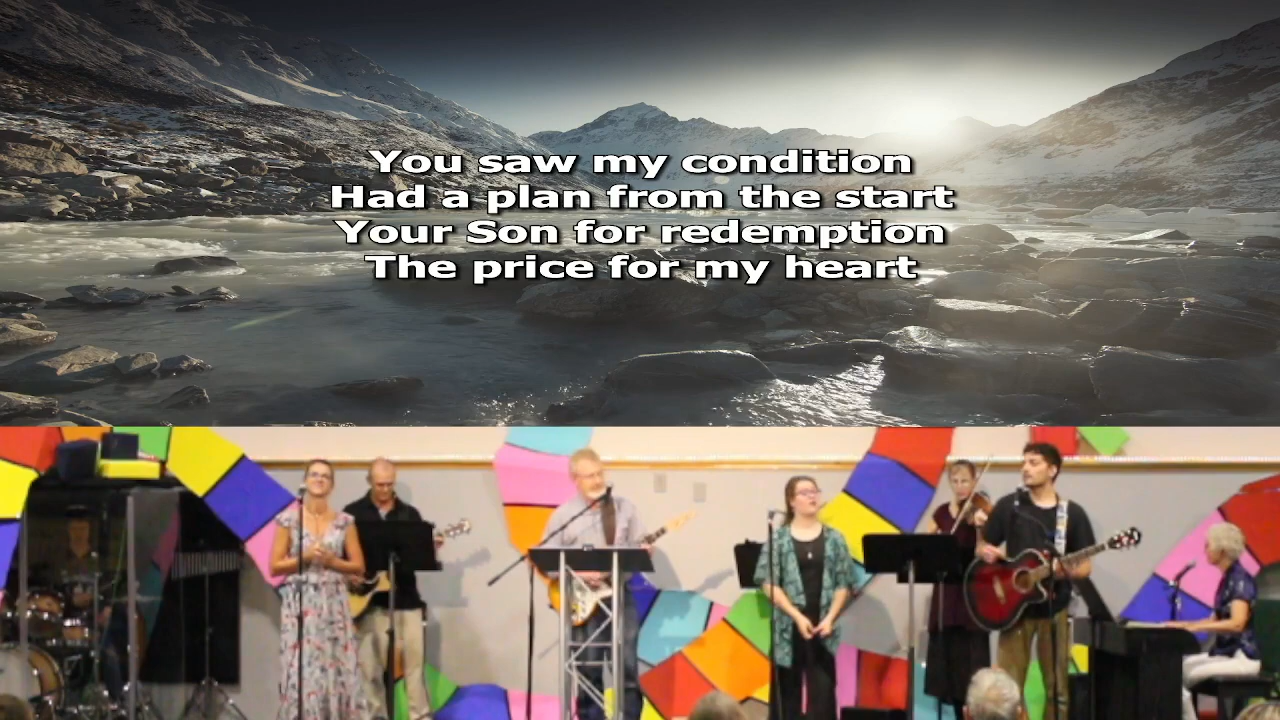 You saw my condition
Had a plan from the start
Your Son for redemption
The price for my heart